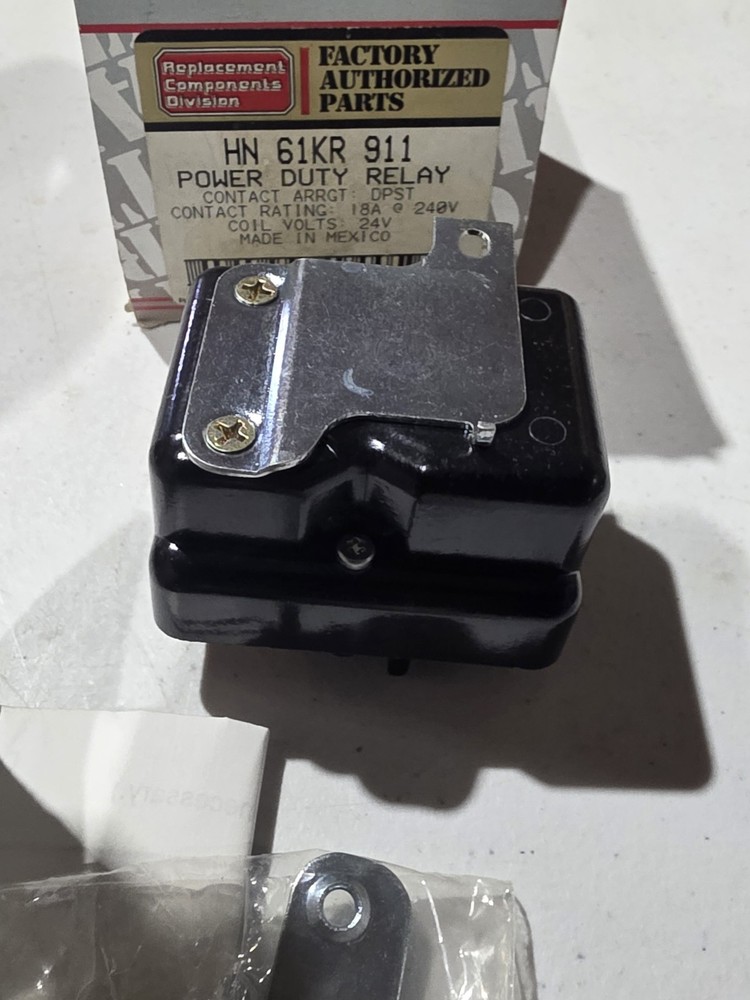 Replacement
Components
Division
FACTORY
AUTHORIZED
PARTS
HN 61KR 911
POWER DUTY RELAY
CONTACT ARRGT: DPST
CONTACT RATING: 18A @ 240V
COIL VOLTS: 24V
MADE IN MEXICO
necessary.